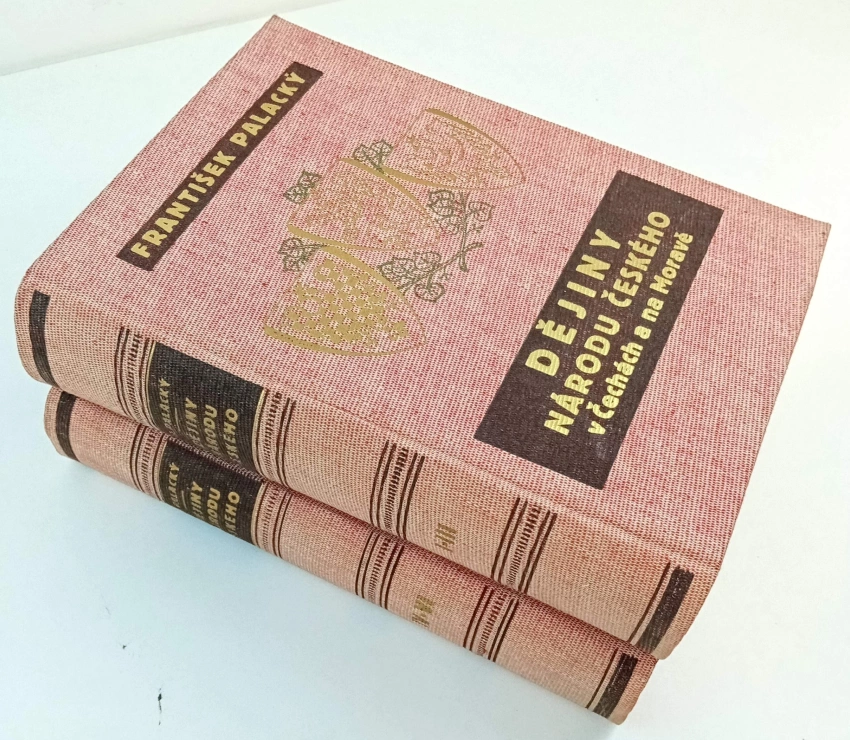 FRANTIŠEK PALACKÝ
DĚJINY
NÁRODU ČESKÉHO
v Čechách a na Moravě
PALACKÝ
DĚJINY
NÁRODU
ČESKÉHO
PALACKÝ
DĚJINY
NÁRODU
ČESKÉHO